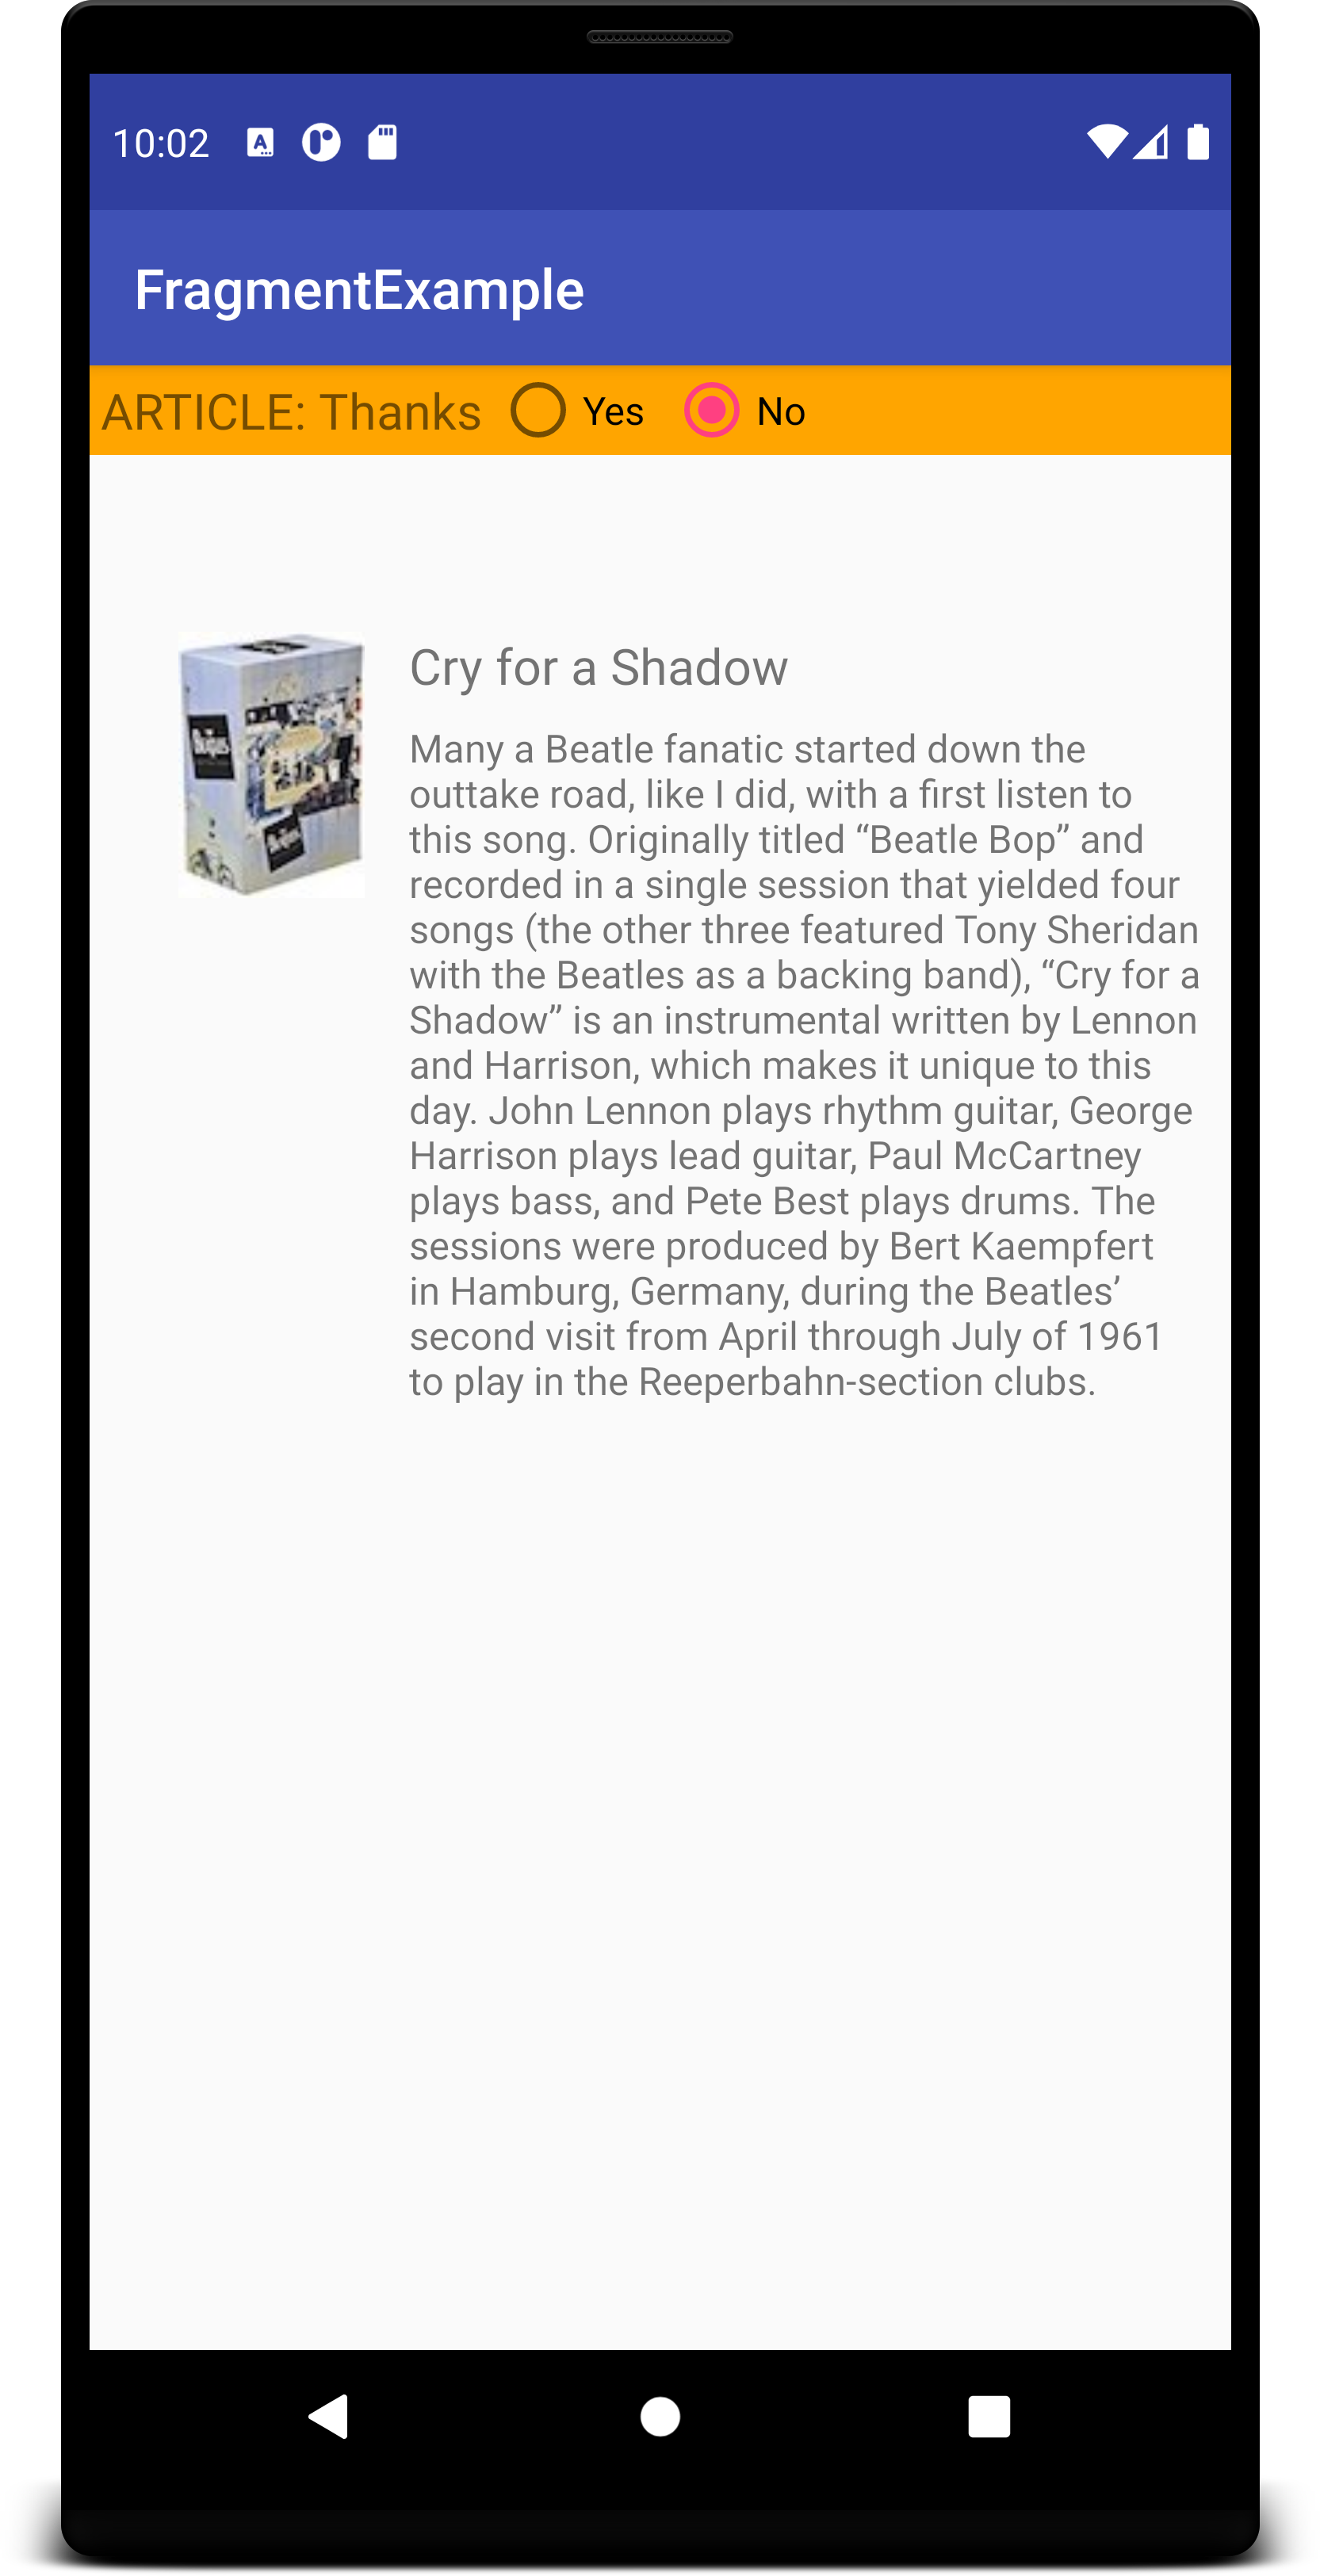 10:02
FragmentExample
ARTICLE: Thanks Yes No
Cry for a Shadow
Many a Beatle fanatic started down the
outtake road, like I did, with a first listen to
this song. Originally titled “Beatle Bop” and
recorded in a single session that yielded four
songs (the other three featured Tony Sheridan
with the Beatles as a backing band), “Cry for a
Shadow” is an instrumental written by Lennon
and Harrison, which makes it unique to this
day. John Lennon plays rhythm guitar, George
Harrison plays lead guitar, Paul McCartney
plays bass, and Pete Best plays drums. The
sessions were produced by Bert Kaempfert
in Hamburg, Germany, during the Beatles’
second visit from April through July of 1961
to play in the Reeperbahn-section clubs.